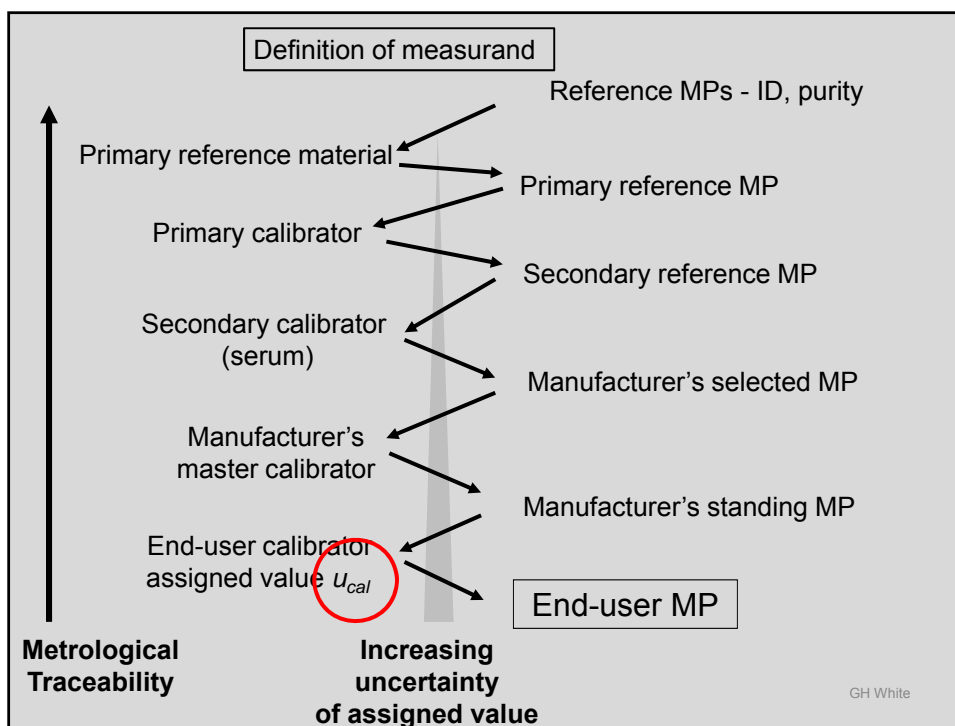 Definition of measurand
Reference MPs - ID, purity
Primary reference material
Primary reference MP
Primary calibrator
Secondary reference MP
Secondary calibrator
(serum)
Manufacturer’s selected MP
Manufacturer’s
master calibrator
Manufacturer’s standing MP
End-user calibrator
assigned value u_cal
End-user MP
Metrological
Traceability
Increasing
uncertainty
of assigned value
GH White